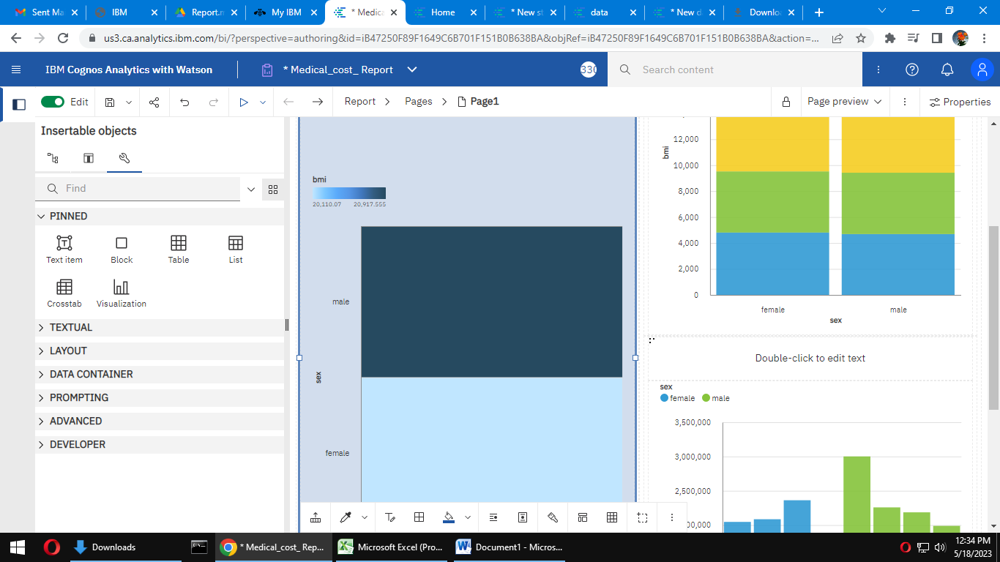 Sent Ma
IBM
Report.n
My IBM
* Medica
Home
* New st
data
* New d
Downloa
us3.ca.analytics.ibm.com/bi/?perspective=authoring&id=iB47250F89F1649C6B701F151B0B638BA&objRef=iB47250F89F1649C6B701F151B0B638BA&action=...
IBM Cognos Analytics with Watson
* Medical_cost_ Report
330
Search content
Edit
Report
Pages
Page1
Page preview
Properties
Insertable objects
Find
PINNED
Text item
Block
Table
List
Crosstab
Visualization
TEXTUAL
LAYOUT
DATA CONTAINER
PROMPTING
ADVANCED
DEVELOPER
bmi
20,110.07 20,917.555
male
sex
female
bmi
12,000
10,000
8,000
6,000
4,000
2,000
0
female
male
sex
Double-click to edit text
sex
female male
3,500,000
3,000,000
2,500,000
00,000
Downloads
* Medical_cost_ Rep...
Microsoft Excel (Pro...
Document1 - Micros...
12:34 PM
5/18/2023